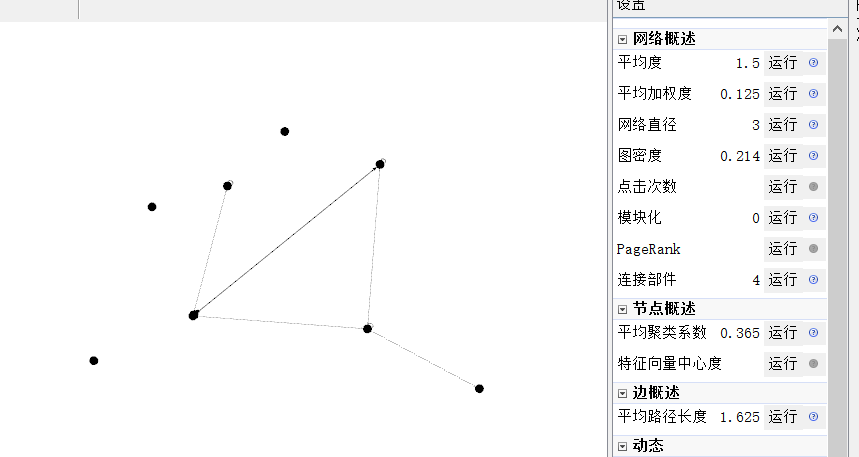 设置
网络概述
平均度 1.5 运行
平均加权度 0.125 运行
网络直径 3 运行
图密度 0.214 运行
点击次数 运行
模块化 0 运行
PageRank 运行
连接部件 4 运行
节点概述
平均聚类系数 0.365 运行
特征向量中心度 运行
边概述
平均路径长度 1.625 运行
动态